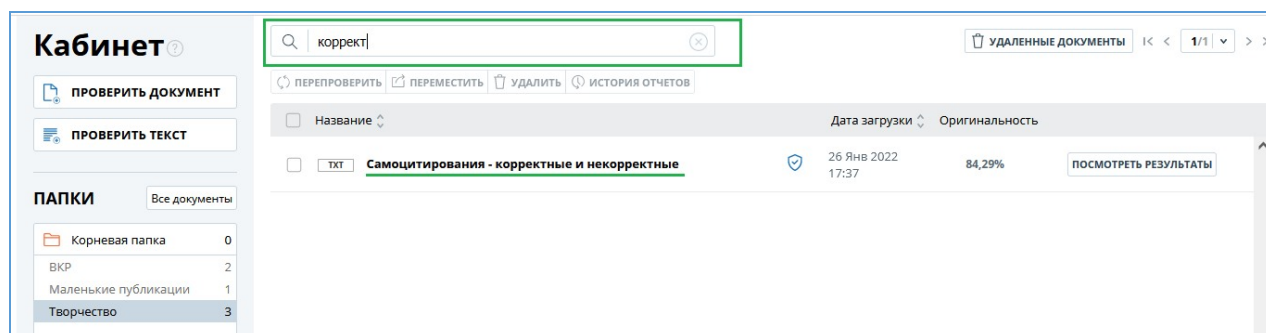 Кабинет
ПРОВЕРИТЬ ДОКУМЕНТ
ПРОВЕРИТЬ ТЕКСТ
ПАПКИ
Все документы
Корневая папка 0
ВКР 2
Маленькие публикации 1
Творчество 3
коррект
УДАЛЕННЫЕ ДОКУМЕНТЫ
1/1
ПЕРЕПРОВЕРИТЬ ПЕРЕМЕСТИТЬ УДАЛИТЬ ИСТОРИЯ ОТЧЕТОВ
Название Дата загрузки Оригинальность
TXT Самоцитирования - корректные и некорректные
26 Янв 2022
17:37
84,29%
ПОСМОТРЕТЬ РЕЗУЛЬТАТЫ